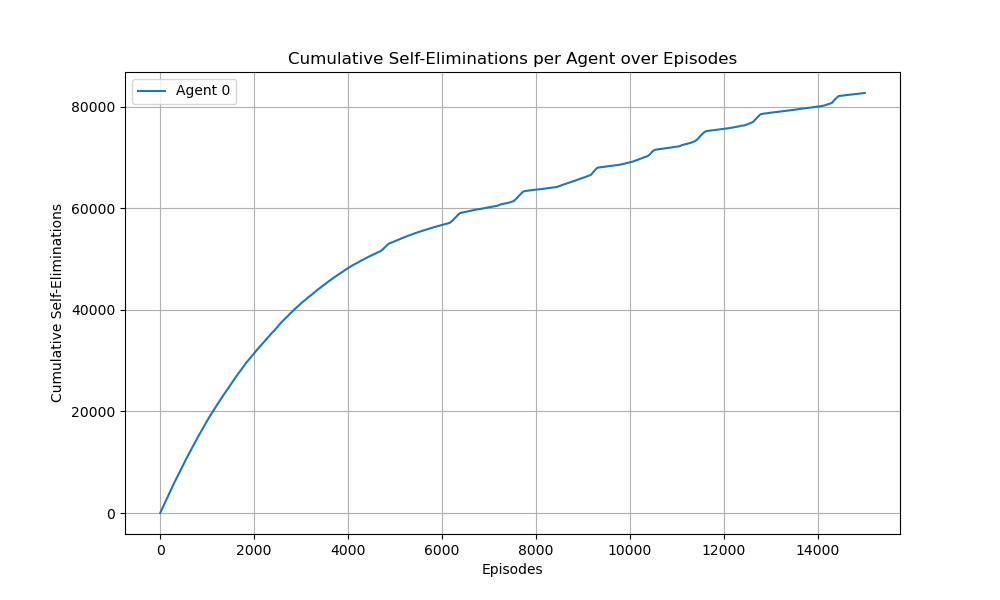 Cumulative Self-Eliminations per Agent over Episodes
Agent 0
Cumulative Self-Eliminations
80000
60000
40000
20000
0
0 2000 4000 6000 8000 10000 12000 14000
Episodes